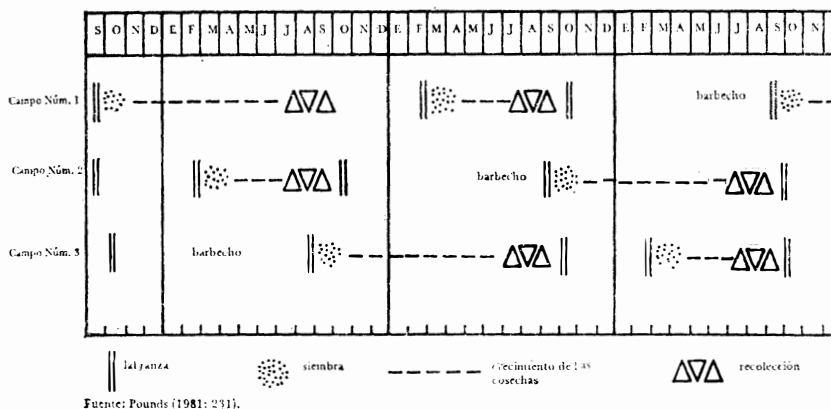 S O N D E F M A M J J A S O N D E F M A M J J A S O N D E F M A M J J A S O N
Campo Núm. 1
barbecho
Campo Núm. 2
barbecho
Campo Núm. 3
barbecho
labranza
siembra
crecimiento de las
cosechas
recolección
Fuente: Pounds (1981: 231).